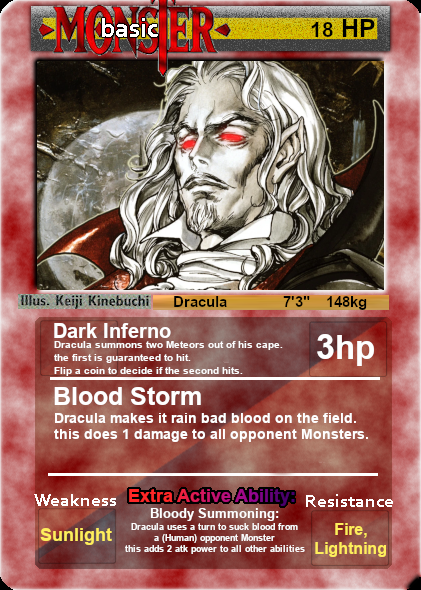 MONSTER
basic
18 HP
Illus. Keiji Kinebuchi
Dracula 7'3" 148kg
Dark Inferno
Dracula summons two Meteors out of his cape.
the first is guaranteed to hit.
Flip a coin to decide if the second hits.
3hp
Blood Storm
Dracula makes it rain bad blood on the field.
this does 1 damage to all opponent Monsters.
Weakness
Sunlight
Extra Active Ability:
Bloody Summoning:
Dracula uses a turn to suck blood from
a (Human) opponent Monster
this adds 2 atk power to all other abilities
Resistance
Fire,
Lightning